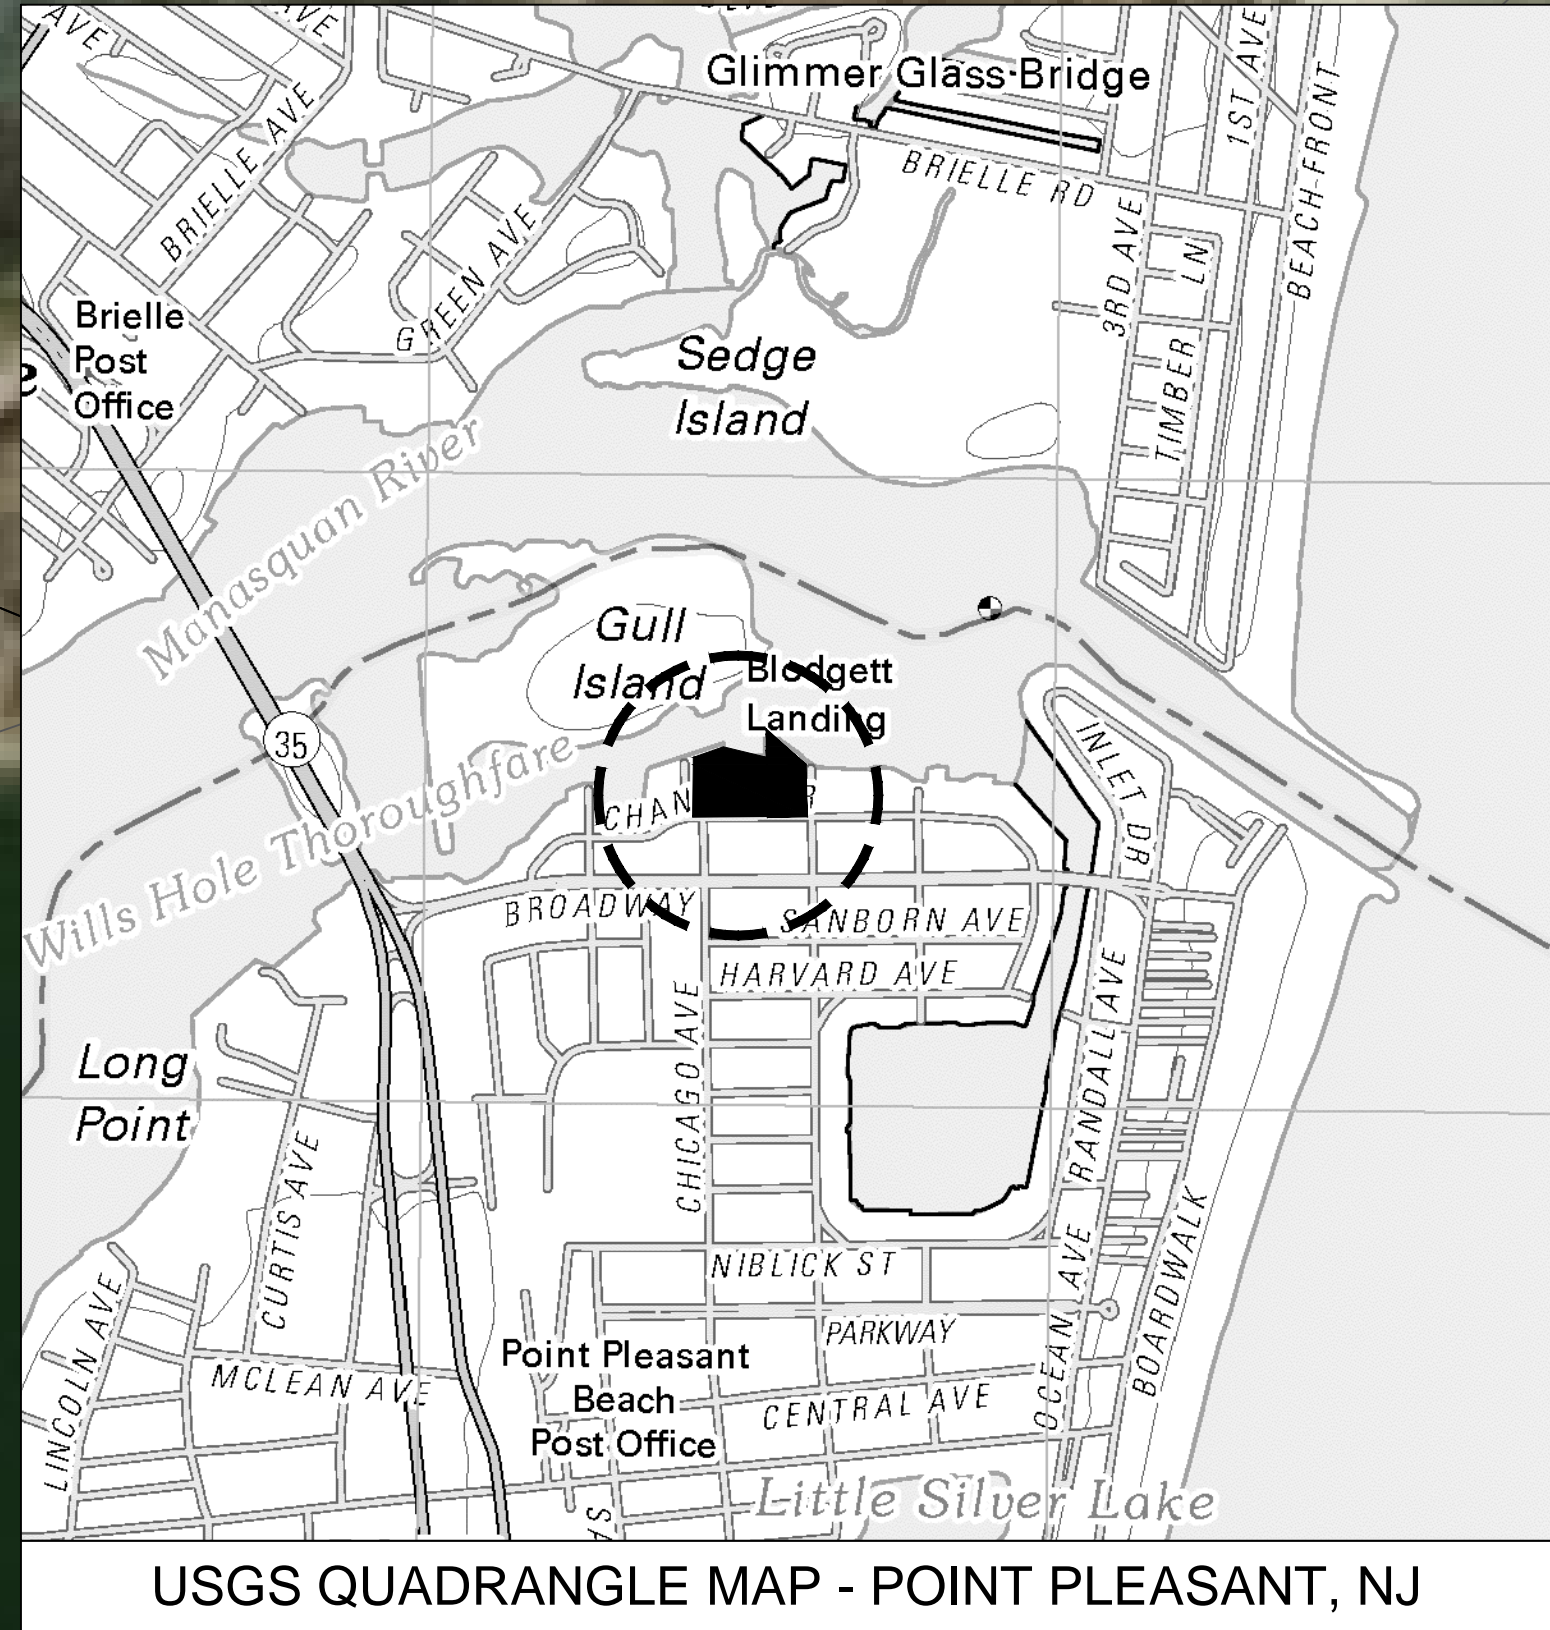 AVE
AVE
Glimmer Glass Bridge
1ST AVE
BEACH-FRONT
BRIELLE AVE
BRIELLE RD
GREEN AVE
3RD AVE
LN
TIMBER
Brielle
Post
Office
e
Sedge
Island
Manasquan River
Gull
Island
Blodgett
Landing
35
INLET DR
Wills Hole Thoroughfare
CHAN
R
BROADWAY
SANBORN AVE
HARVARD AVE
Long
Point
CHICAGO AVE
RANDALL AVE
CURTIS AVE
NIBLICK ST
OCEAN AVE
BOARDWALK
LINCOLN AVE
PARKWAY
MCLEAN AVE
Point Pleasant
Beach
Post Office
CENTRAL AVE
Little Silver Lake
USGS QUADRANGLE MAP - POINT PLEASANT, NJ